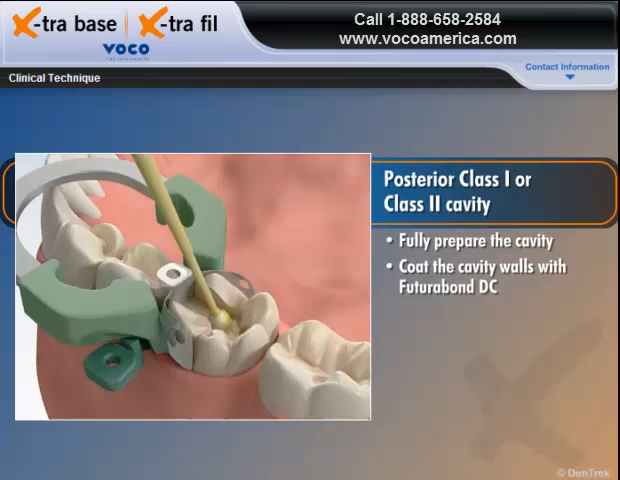 X-tra base | X-tra fil
VOCO
Call 1-888-658-2584
www.vocoamerica.com
Contact Information
Clinical Technique
Posterior Class I or
Class II cavity
• Fully prepare the cavity
• Coat the cavity walls with
Futurabond DC
© DenTrek